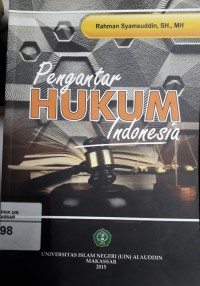 Rahman Syamsuddin, SH., MH
Pengantar
HUKUM
Indonesia
98
UNIVERSITAS ISLAM NEGERI (UIN) ALAUDDIN
MAKASSAR
2015